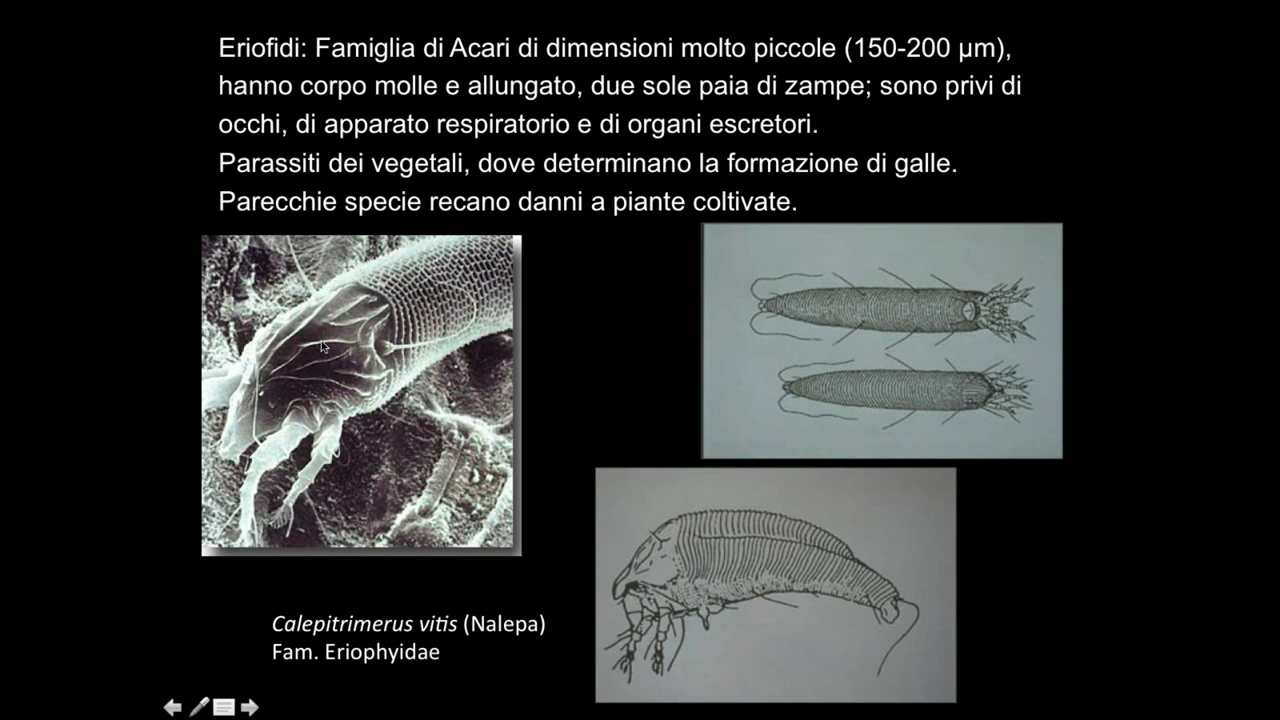 Eriofidi: Famiglia di Acari di dimensioni molto piccole (150-200 μm),
hanno corpo molle e allungato, due sole paia di zampe; sono privi di
occhi, di apparato respiratorio e di organi escretori.
Parassiti dei vegetali, dove determinano la formazione di galle.
Parecchie specie recano danni a piante coltivate.
Calepitrimerus vitis (Nalepa)
Fam. Eriophyidae